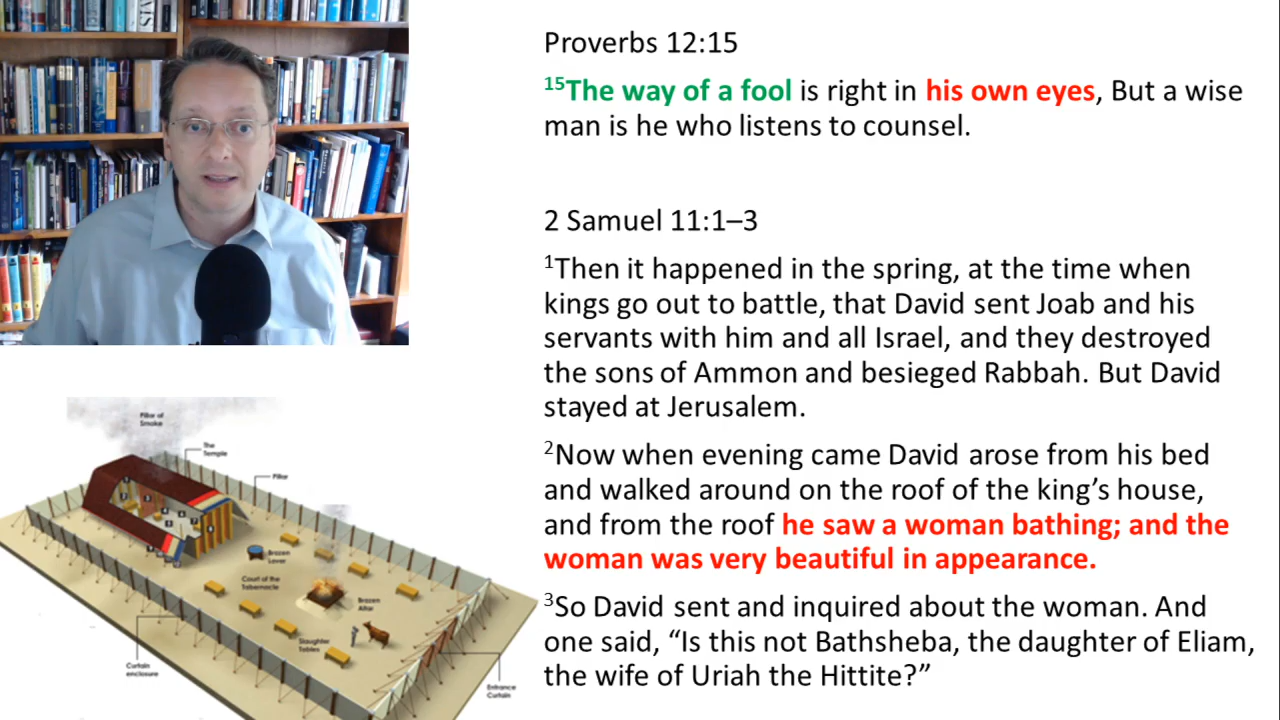 Proverbs 12:15
15The way of a fool is right in his own eyes, But a wise
man is he who listens to counsel.
2 Samuel 11:1–3
1Then it happened in the spring, at the time when
kings go out to battle, that David sent Joab and his
servants with him and all Israel, and they destroyed
the sons of Ammon and besieged Rabbah. But David
stayed at Jerusalem.
2Now when evening came David arose from his bed
and walked around on the roof of the king’s house,
and from the roof he saw a woman bathing; and the
woman was very beautiful in appearance.
3So David sent and inquired about the woman. And
one said, “Is this not Bathsheba, the daughter of Eliam,
the wife of Uriah the Hittite?”
Pillar of
Smoke
The
Temple
Pillar
Brazen
Laver
Court of the
Tabernacle
Brazen
Altar
Slaughter
Tables
Curtain
enclosure
Entrance
Curtain